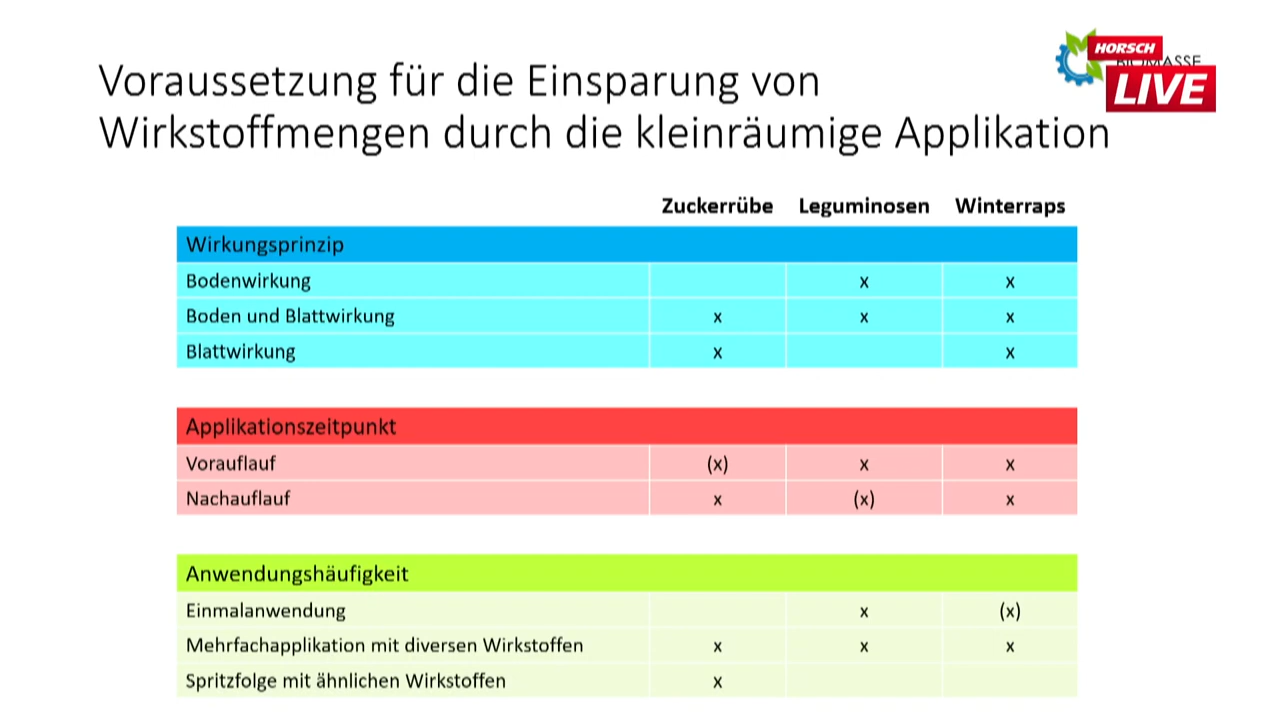 Voraussetzung für die Einsparung von
Wirkstoffmengen durch die kleinräumige Applikation
HORSCH
LIVE
Zuckerrübe Leguminosen Winterraps
Wirkungsprinzip
Bodenwirkung x x
Boden und Blattwirkung x x x
Blattwirkung x x
Applikationszeitpunkt
Vorauflauf (x) x x
Nachauflauf x (x) x
Anwendungshäufigkeit
Einmalanwendung x (x)
Mehrfachapplikation mit diversen Wirkstoffen x x x
Spritzfolge mit ähnlichen Wirkstoffen x